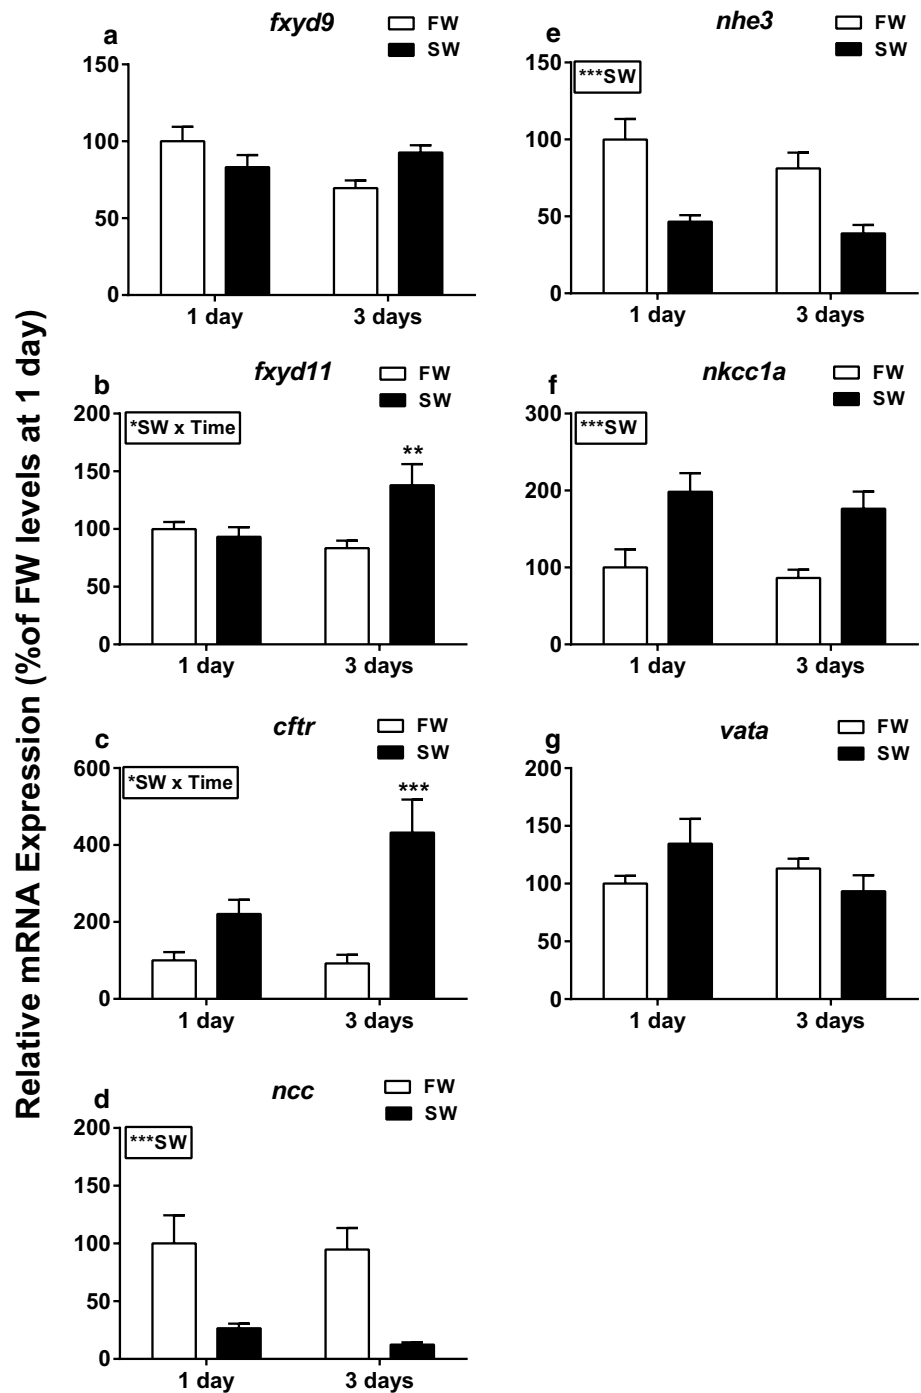 Relative mRNA Expression (%of FW levels at 1 day)
a
fxyd9
FW
SW
150
100
50
0
1 day
3 days
b
fxyd11
FW
SW
*SW x Time
**
200
150
100
50
0
1 day
3 days
c
cftr
FW
SW
*SW x Time
***
600
400
200
0
1 day
3 days
d
ncc
FW
SW
***SW
200
150
100
50
0
1 day
3 days
e
nhe3
FW
SW
***SW
150
100
50
0
1 day
3 days
f
nkcc1a
FW
SW
***SW
300
200
100
0
1 day
3 days
g
vata
FW
SW
200
150
100
50
0
1 day
3 days